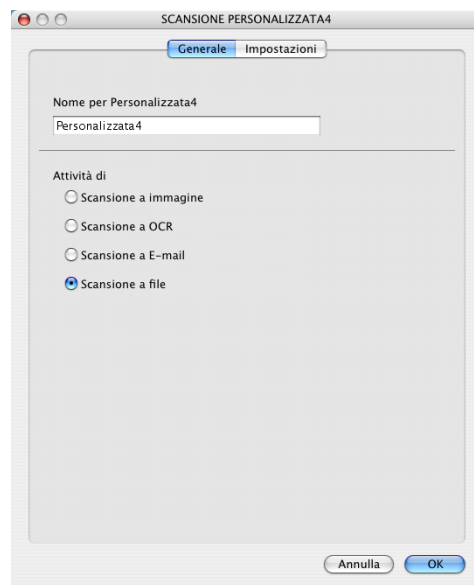 SCANSIONE PERSONALIZZATA4
Generale Impostazioni
Nome per Personalizzata4
Personalizzata4
Attività di
Scansione a immagine
Scansione a OCR
Scansione a E-mail
Scansione a file
Annulla OK